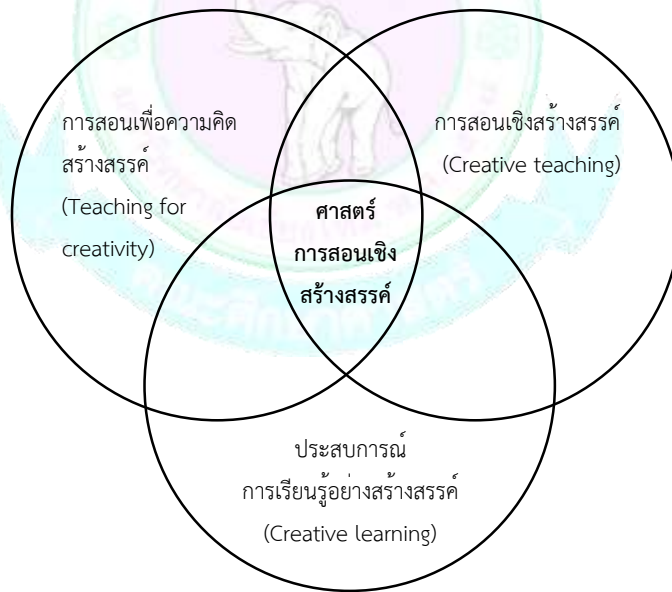 การสอนเพื่อความคิด
สร้างสรรค์
(Teaching for
creativity)
การสอนเชิงสร้างสรรค์
(Creative teaching)
ศาสตร์
การสอนเชิง
สร้างสรรค์
ประสบการณ์
การเรียนรู้อย่างสร้างสรรค์
(Creative learning)